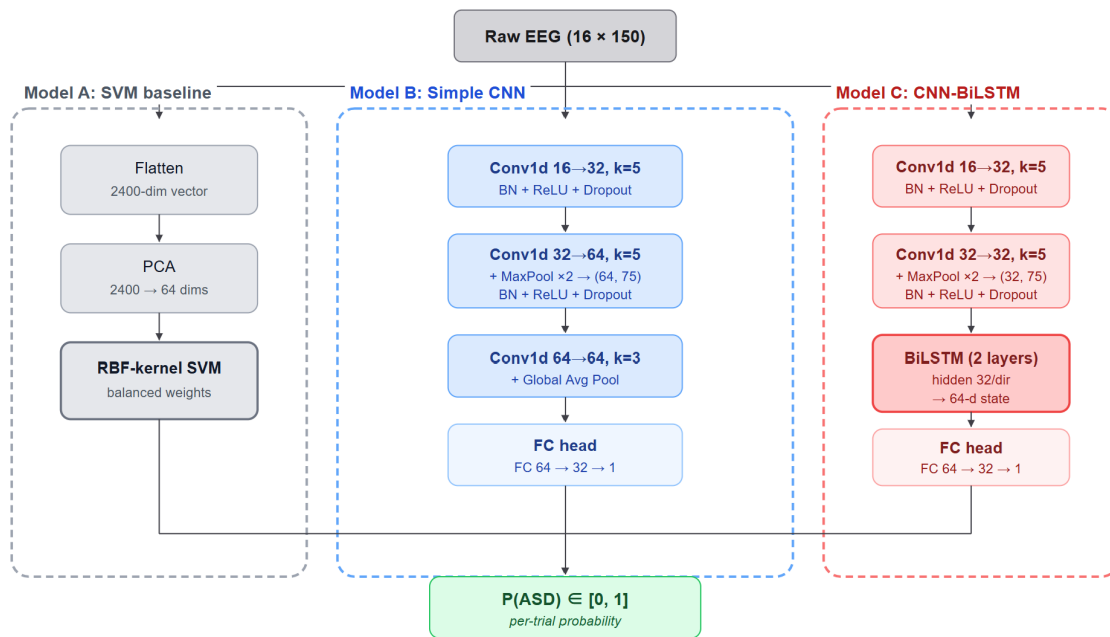 Raw EEG (16 × 150)
Model A: SVM baseline
Flatten
2400-dim vector
PCA
2400 → 64 dims
RBF-kernel SVM
balanced weights
Model B: Simple CNN
Conv1d 16→32, k=5
BN + ReLU + Dropout
Conv1d 32→64, k=5
+ MaxPool ×2 → (64, 75)
BN + ReLU + Dropout
Conv1d 64→64, k=3
+ Global Avg Pool
FC head
FC 64 → 32 → 1
Model C: CNN-BiLSTM
Conv1d 16→32, k=5
BN + ReLU + Dropout
Conv1d 32→32, k=5
+ MaxPool ×2 → (32, 75)
BN + ReLU + Dropout
BiLSTM (2 layers)
hidden 32/dir
→ 64-d state
FC head
FC 64 → 32 → 1
P(ASD) ∈ [0, 1]
per-trial probability